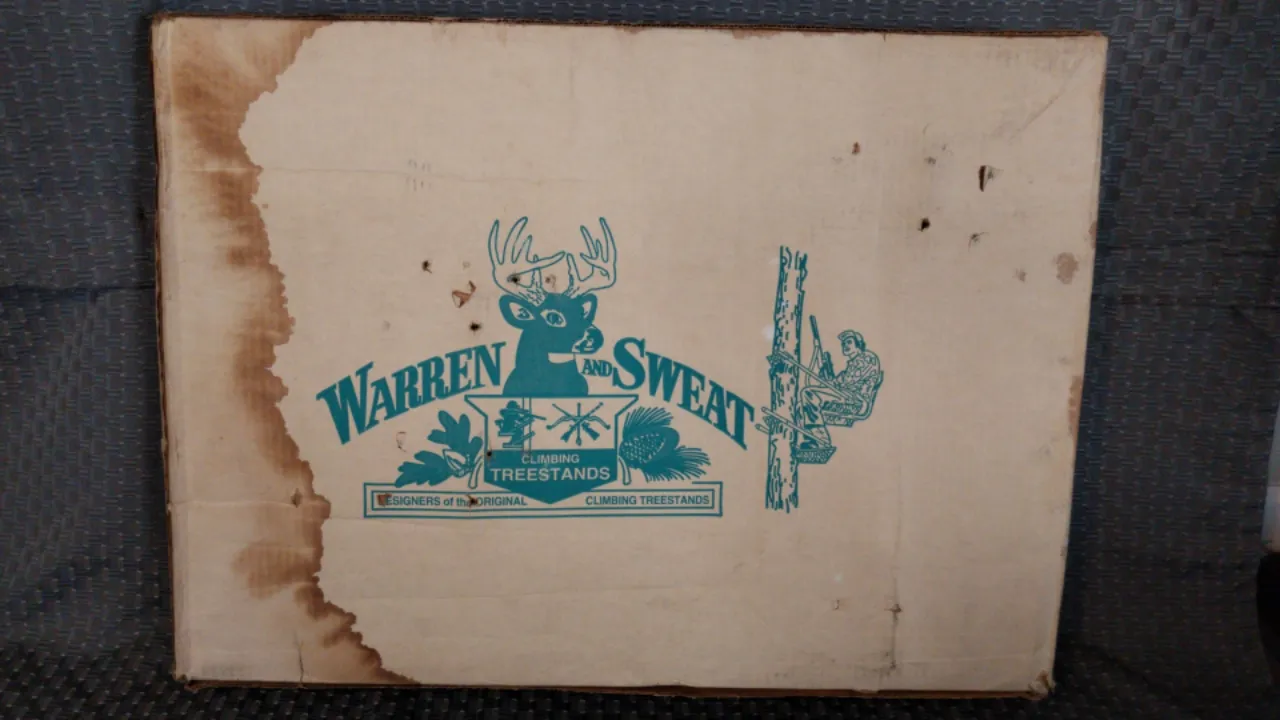 WARREN AND SWEAT
CLIMBING
TREESTANDS
DESIGNERS of the ORIGINAL CLIMBING TREESTANDS